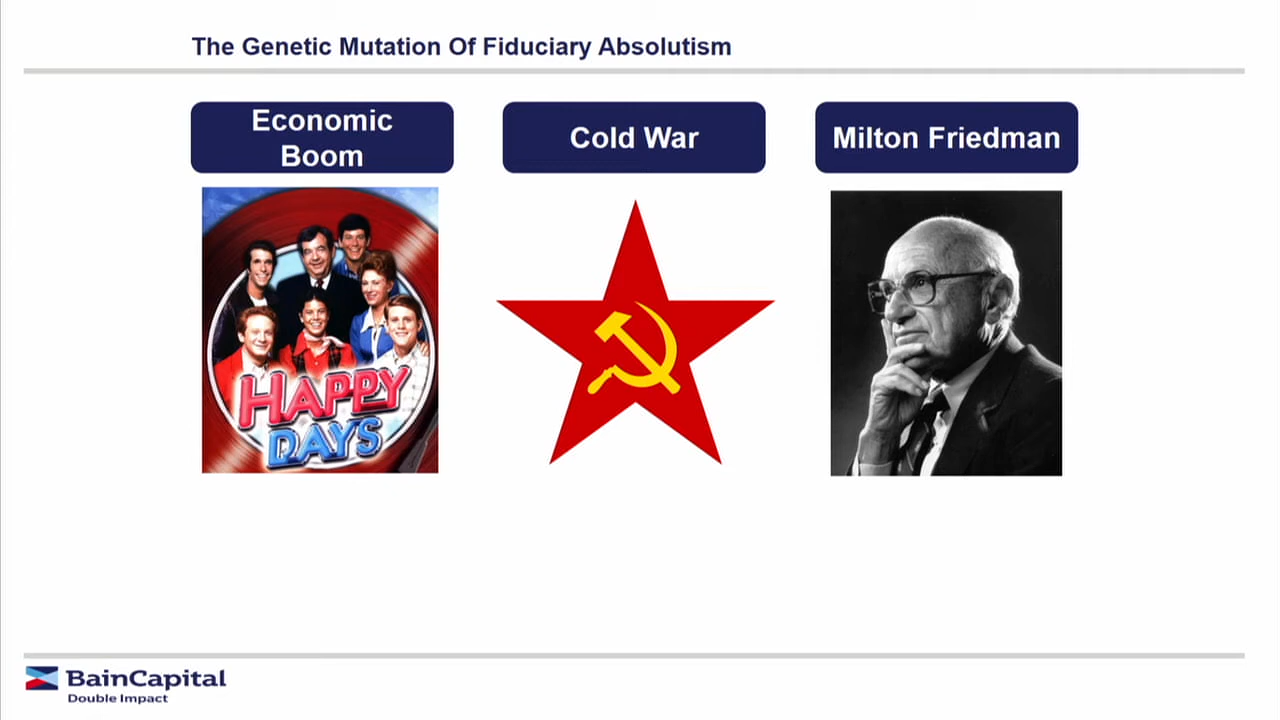 The Genetic Mutation Of Fiduciary Absolutism
Economic
Boom
Cold War
Milton Friedman
HAPPY
DAYS
BainCapital
Double Impact